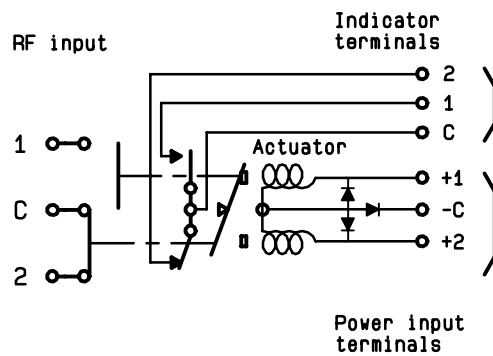 Indicator
terminals
RF input
2
1
C
Actuator
1
+1
C
-C
+2
2
Power input
terminals